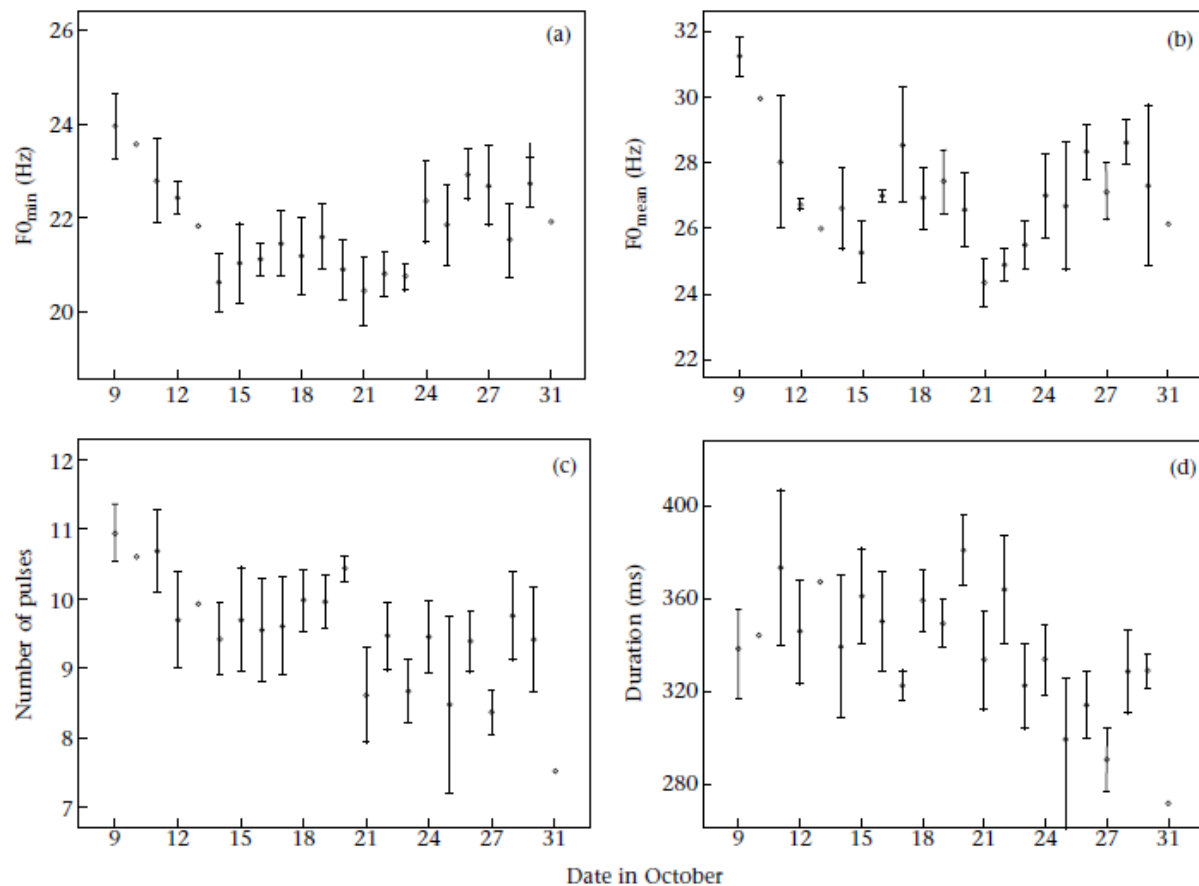 (a)
26
24
22
20
F0min (Hz)
9 12 15 18 21 24 27 31
(b)
32
30
28
26
24
22
F0mean (Hz)
9 12 15 18 21 24 27 31
(c)
12
11
10
9
8
7
Number of pulses
9 12 15 18 21 24 27 31
(d)
400
360
320
280
Duration (ms)
9 12 15 18 21 24 27 31
Date in October